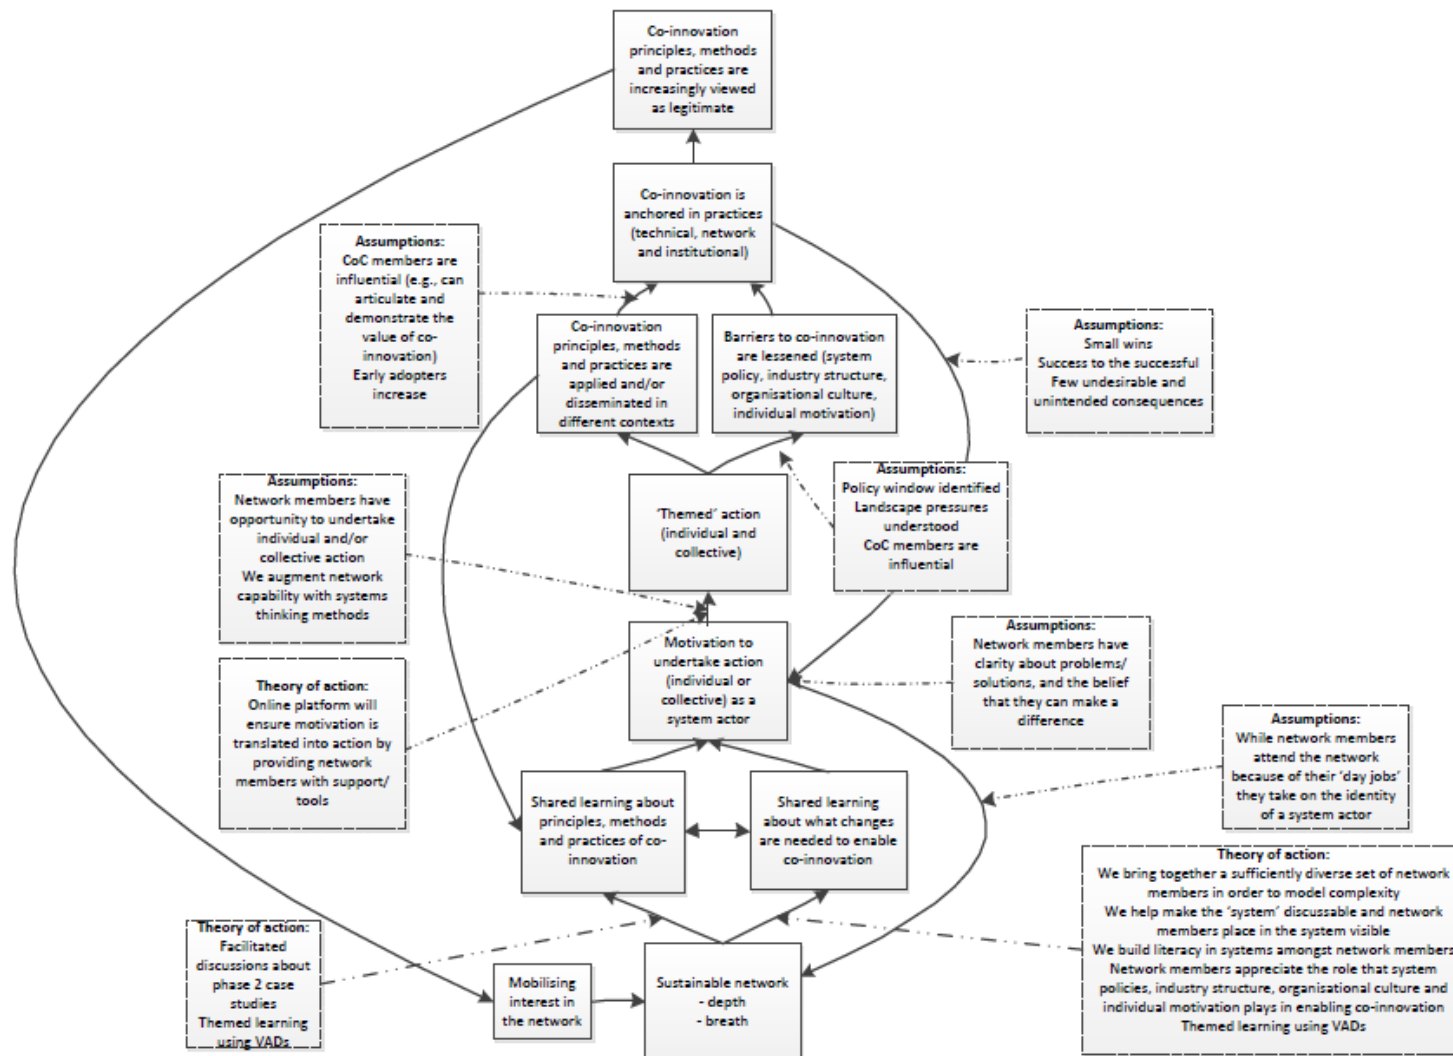 Co-innovation
principles, methods
and practices are
increasingly viewed
as legitimate
Co-innovation is
anchored in practices
(technical, network
and institutional)
Assumptions:
CoC members are
influential (e.g., can
articulate and
demonstrate the
value of co-
innovation)
Early adopters
increase
Co-innovation
principles, methods
and practices are
applied and/or
disseminated in
different contexts
Barriers to co-innovation
are lessened (system
policy, industry structure,
organisational culture,
individual motivation)
Assumptions:
Small wins
Success to the successful
Few undesirable and
unintended consequences
Assumptions:
Network members have
opportunity to undertake
individual and/or
collective action
We augment network
capability with systems
thinking methods
'Themed' action
(individual and
collective)
Assumptions:
Policy window identified
Landscape pressures
understood
CoC members are
influential
Theory of action:
Online platform will
ensure motivation is
translated into action by
providing network
members with support/
tools
Motivation to
undertake action
(individual or
collective) as a
system actor
Assumptions:
Network members have
clarity about problems/
solutions, and the belief
that they can make a
difference
Assumptions:
While network members
attend the network
because of their 'day jobs'
they take on the identity
of a system actor
Shared learning about
principles, methods
and practices of co-
innovation
Shared learning
about what changes
are needed to enable
co-innovation
Theory of action:
We bring together a sufficiently diverse set of network
members in order to model complexity
We help make the 'system' discussable and network
members place in the system visible
We build literacy in systems amongst network members
Network members appreciate the role that system
policies, industry structure, organisational culture and
individual motivation plays in enabling co-innovation
Themed learning using VADs
Theory of action:
Facilitated
discussions about
phase 2 case
studies
Themed learning
using VADs
Mobilising
interest in
the network
Sustainable network
- depth
- breath